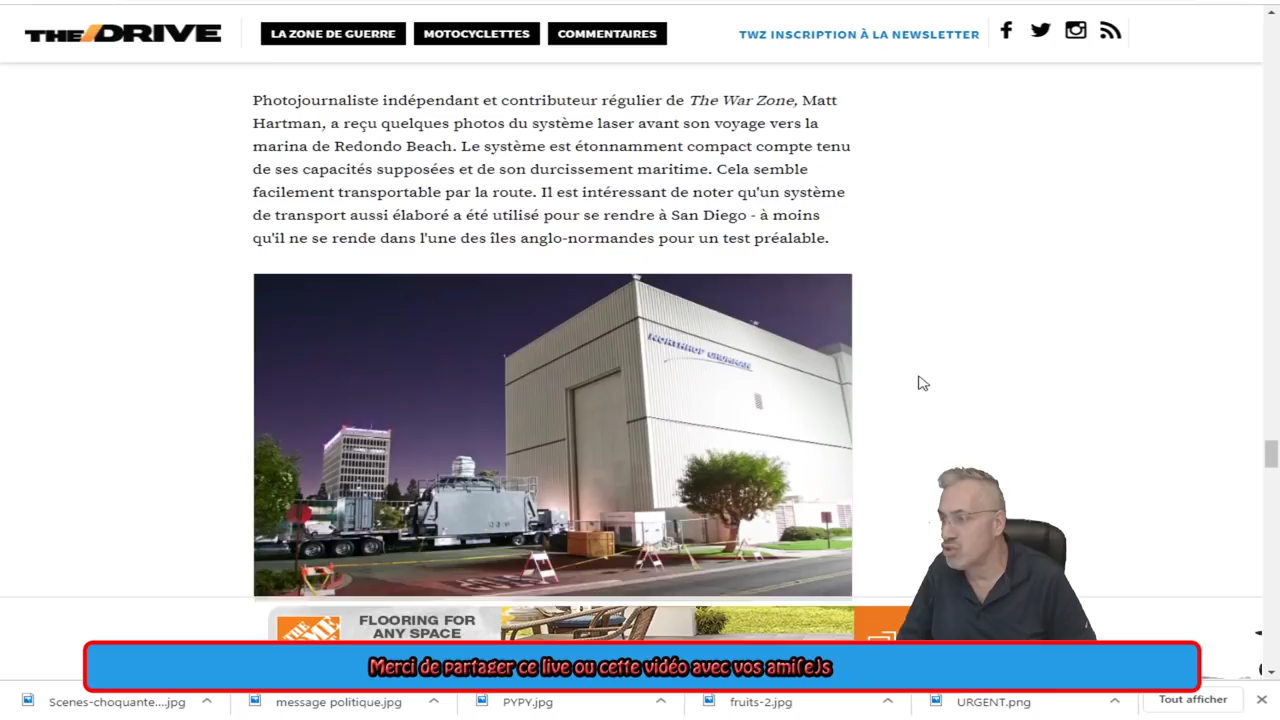 THE/DRIVE
LA ZONE DE GUERRE
MOTOCYCLETTES
COMMENTAIRES
TWZ INSCRIPTION À LA NEWSLETTER
Photojournaliste indépendant et contributeur régulier de The War Zone, Matt
Hartman, a reçu quelques photos du système laser avant son voyage vers la
marina de Redondo Beach. Le système est étonnamment compact compte tenu
de ses capacités supposées et de son durcissement maritime. Cela semble
facilement transportable par la route. Il est intéressant de noter qu'un système
de transport aussi élaboré a été utilisé pour se rendre à San Diego - à moins
qu'il ne se rende dans l'une des îles anglo-normandes pour un test préalable.
NORTHROP GRUMMAN
THE
FLOORING FOR
ANY SPACE
Merci de partager ce live ou cette vidéo avec vos ami(e)s
Scenes-choquante....jpg
message politique.jpg
PYPY.jpg
fruits-2.jpg
URGENT.png
Tout afficher